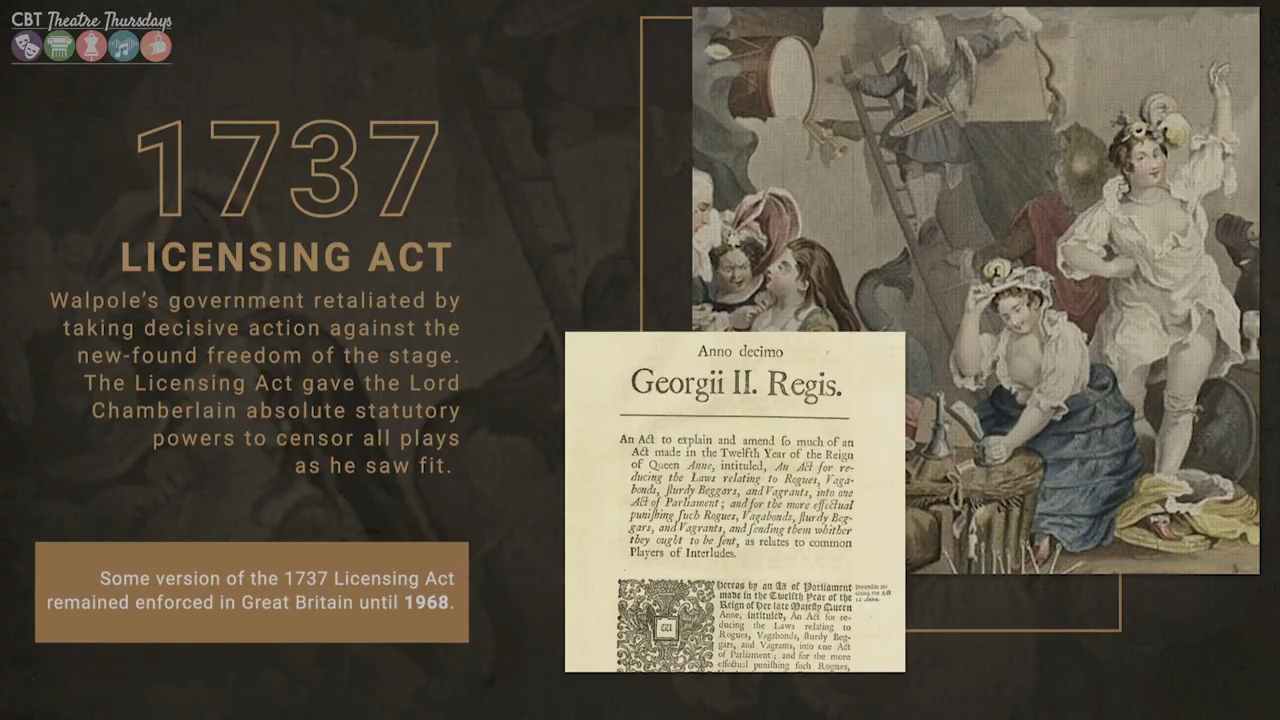 CBT Theatre Thursdays
1737
LICENSING ACT
Walpole's government retaliated by
taking decisive action against the
new-found freedom of the stage.
The Licensing Act gave the Lord
Chamberlain absolute statutory
powers to censor all plays
as he saw fit.
Some version of the 1737 Licensing Act
remained enforced in Great Britain until 1968.
Anno decimo
Georgii II. Regis.
An Act to explain and amend ſo much of an
Act made in the Twelfth Year of the Reign
of Queen Anne, intituled, An Act for re-
ducing the Laws relating to Rogues, Vaga-
bonds, ſturdy Beggars, and Vagrants, into one
Act of Parliament; and for the more effectual
puniſhing ſuch Rogues, Vagabonds, ſturdy Beg-
gars, and Vagrants, and ſending them whither
they ought to be ſent, as relates to common
Players of Interludes.
Whereas by an Act of Parliament
made in the Twelfth Year of the
Reign of Her late Majeſty Queen
Anne, intituled, An Act for re-
ducing the Laws relating to
Rogues, Vagabonds, ſturdy Beg-
gars, and Vagrants, into one Act
of Parliament; and for the more
effectual puniſhing ſuch Rogues,